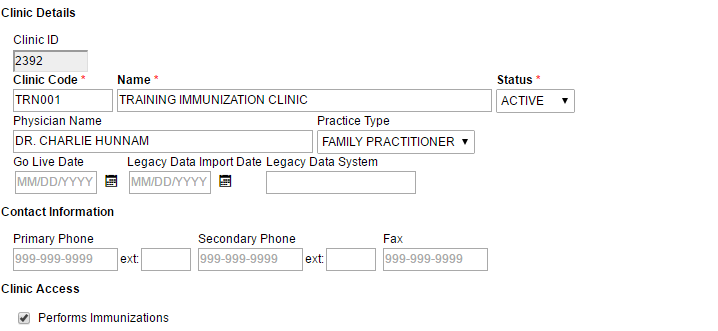 Clinic Details
Clinic ID
2392
Clinic Code * Name * Status *
TRN001 TRAINING IMMUNIZATION CLINIC ACTIVE
Physician Name Practice Type
DR. CHARLIE HUNNAM FAMILY PRACTITIONER
Go Live Date Legacy Data Import Date Legacy Data System
MM/DD/YYYY MM/DD/YYYY
Contact Information
Primary Phone Secondary Phone Fax
999-999-9999 ext: 999-999-9999 ext: 999-999-9999
Clinic Access
Performs Immunizations